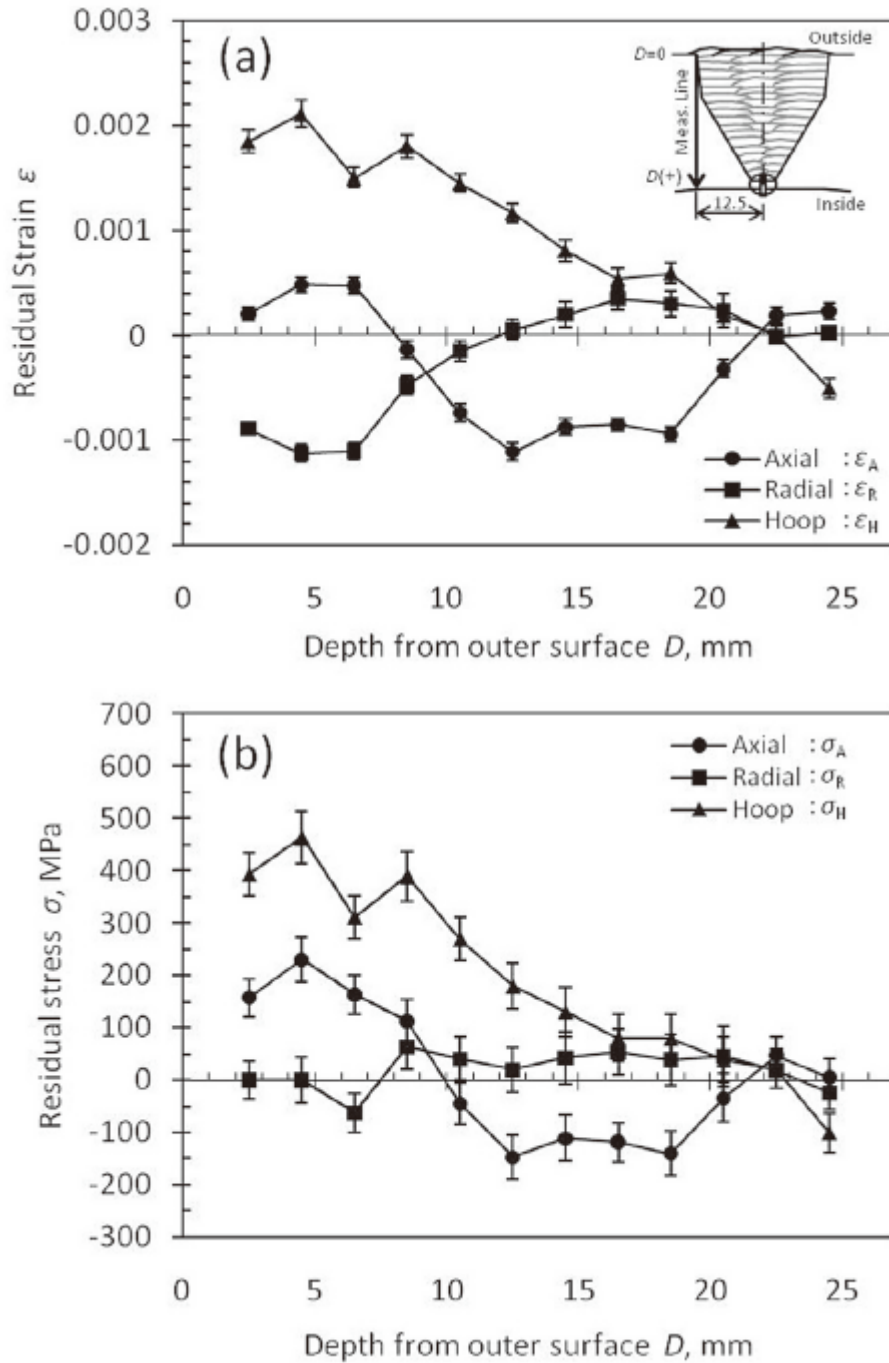 0.003
(a)
Outside
D=0
Meas. Line
D(+)
12.5
Inside
0.002
0.001
0
-0.001
-0.002
Residual Strain ε
Axial : εA
Radial : εR
Hoop : εH
0 5 10 15 20 25
Depth from outer surface D, mm
700
600
500
400
300
200
100
0
-100
-200
-300
(b)
Axial : σA
Radial : σR
Hoop : σH
Residual stress σ, MPa
0 5 10 15 20 25
Depth from outer surface D, mm